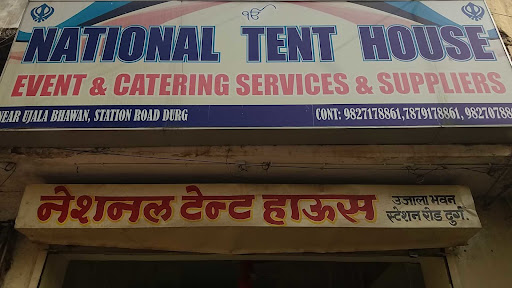 ੴ
NATIONAL TENT HOUSE
EVENT & CATERING SERVICES & SUPPLIERS
NEAR UJALA BHAWAN, STATION ROAD DURG
CONT: 9827178861,7879178861, 98270788
नेशनल टेन्ट हाऊस
उजाला भवन
स्टेशन रोड दुर्ग.